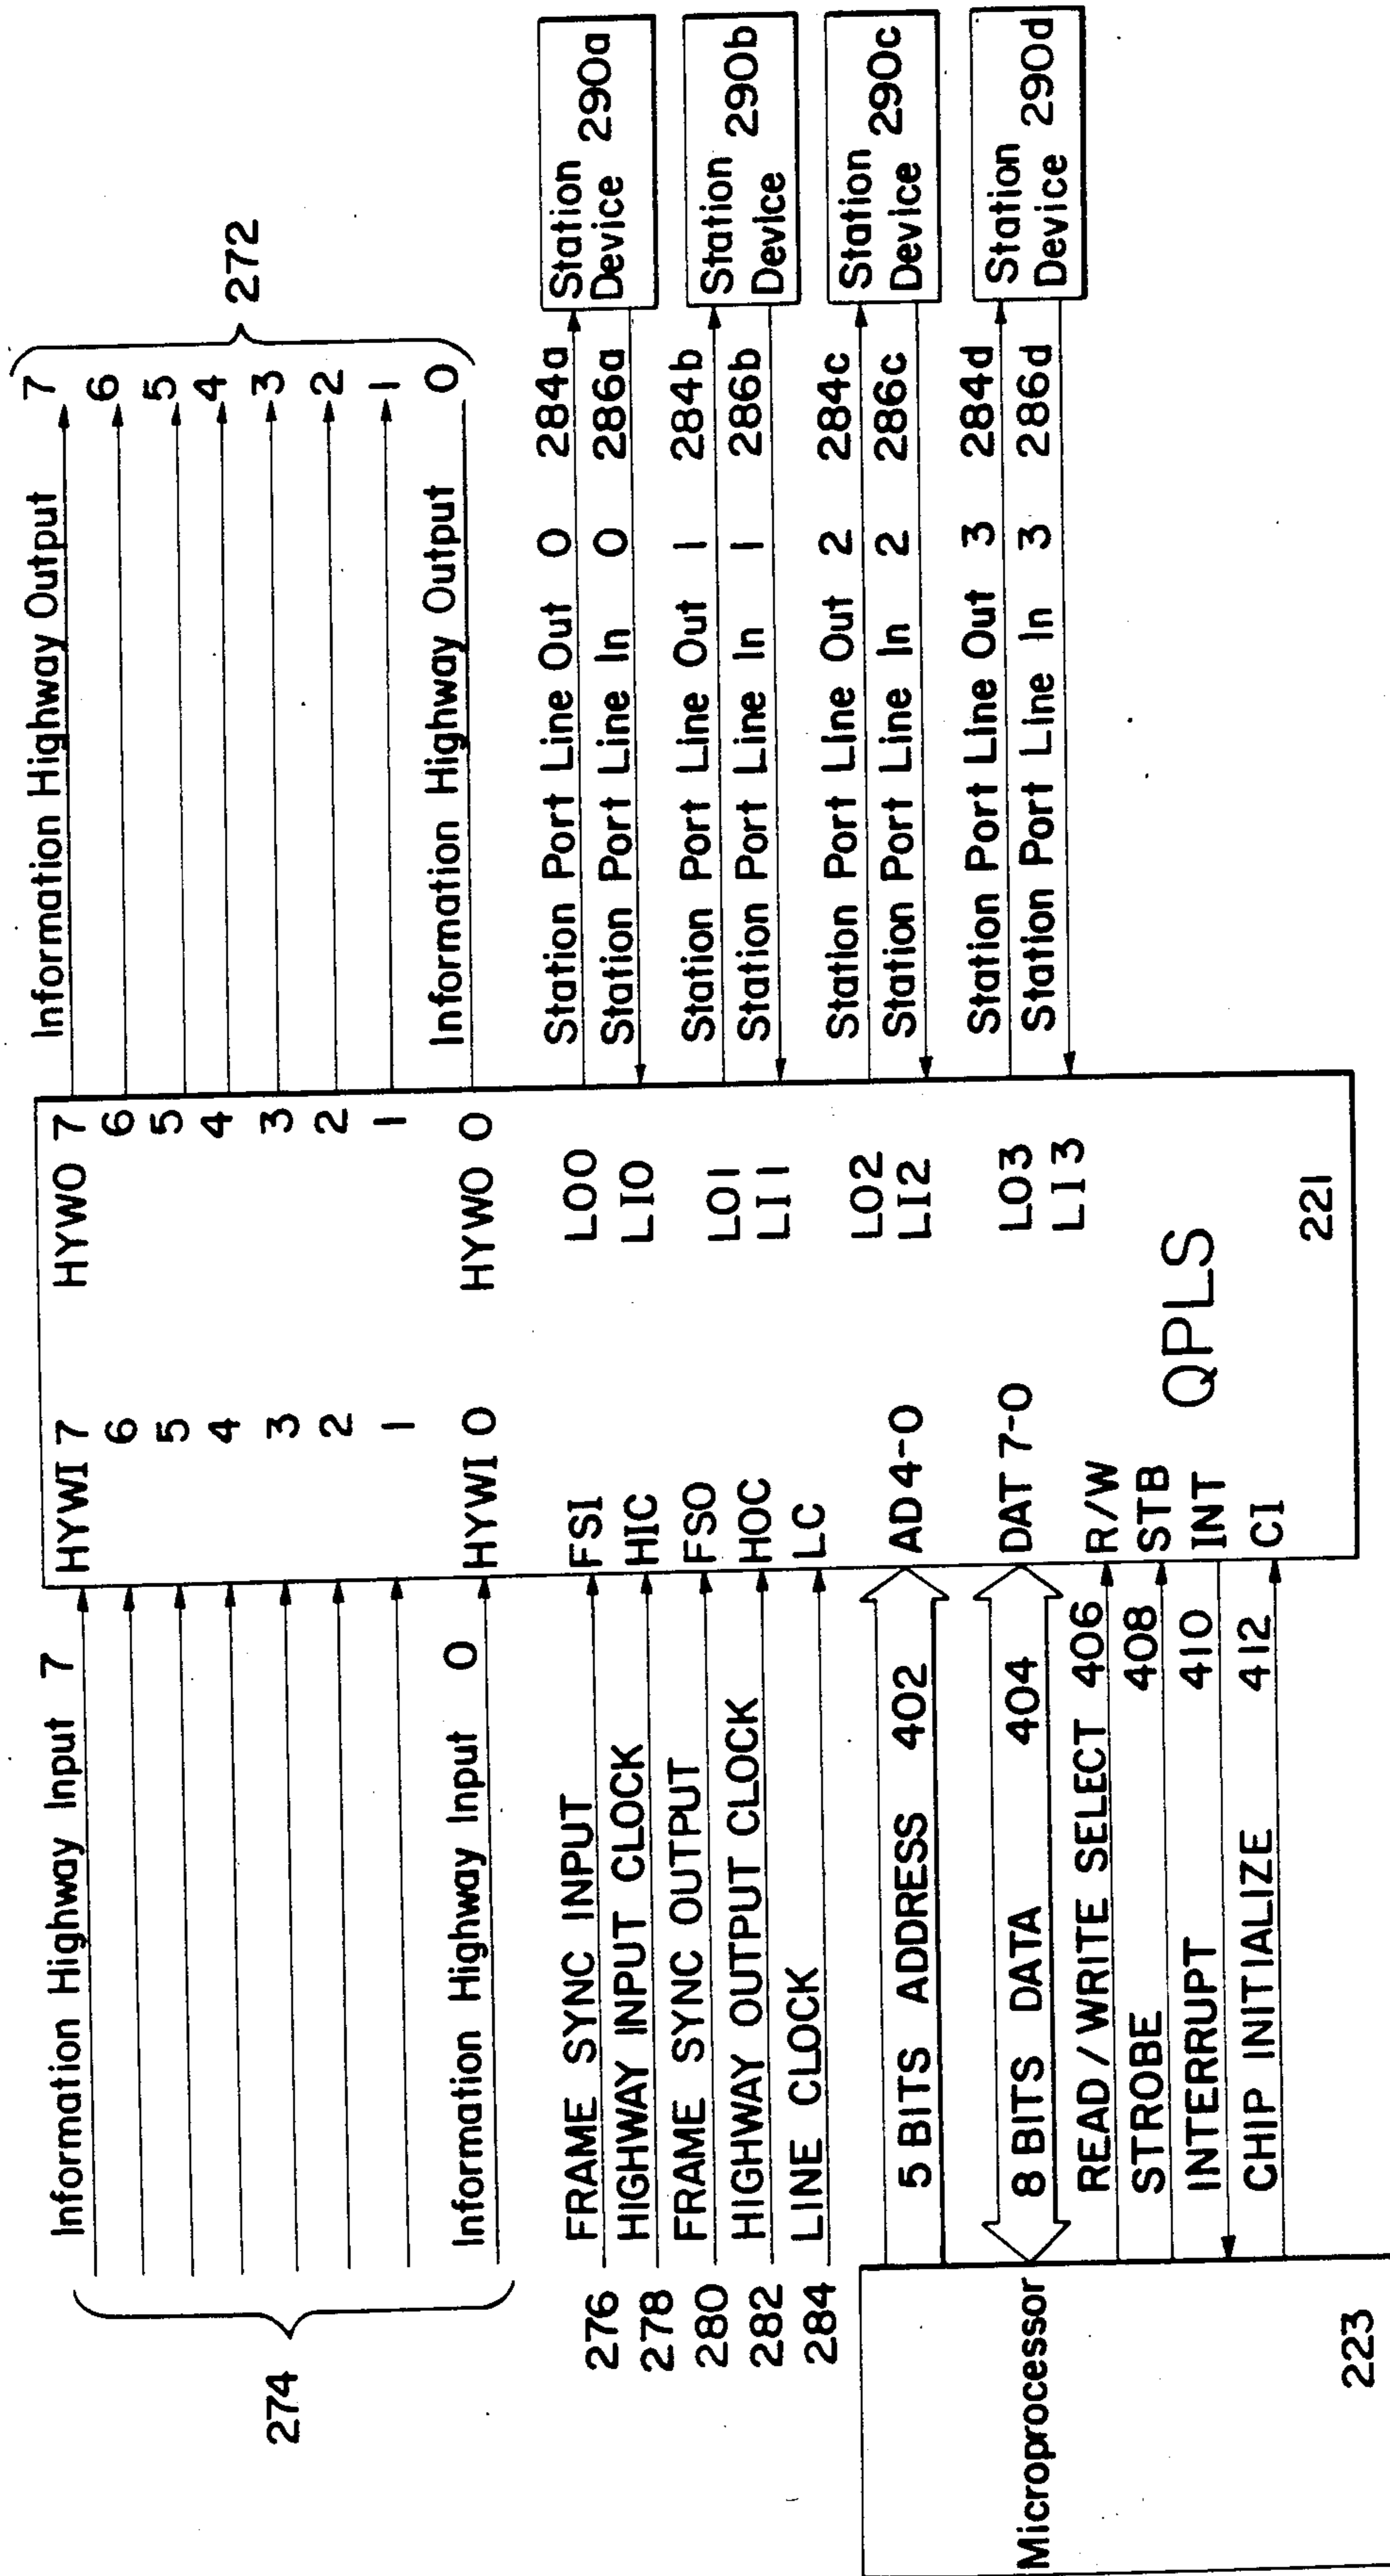 Information Highway Input 7
274
Information Highway Input 0
276 FRAME SYNC INPUT
278 HIGHWAY INPUT CLOCK
280 FRAME SYNC OUTPUT
282 HIGHWAY OUTPUT CLOCK
284 LINE CLOCK
5 BITS ADDRESS 402
8 BITS DATA 404
READ/WRITE SELECT 406
STROBE 408
INTERRUPT 410
CHIP INITIALIZE 412
Microprocessor
223
HYWI 7
6
5
4
3
2
1
HYWI 0
FSI
HIC
FSO
HOC
LC
AD4-0
DAT 7-0
R/W
STB
INT
CI
QPLS
221
HYWO 7
6
5
4
3
2
1
HYWO 0
LO0
LI0
LO1
LI1
LO2
LI2
LO3
LI3
Information Highway Output 7
6
5
4
3
2
1
Information Highway Output 0
272
Station Port Line Out 0 284a
Station Port Line In 0 286a
Station Port Line Out 1 284b
Station Port Line In 1 286b
Station Port Line Out 2 284c
Station Port Line In 2 286c
Station Port Line Out 3 284d
Station Port Line In 3 286d
Station
Device 290a
Station
Device 290b
Station
Device 290c
Station
Device 290d